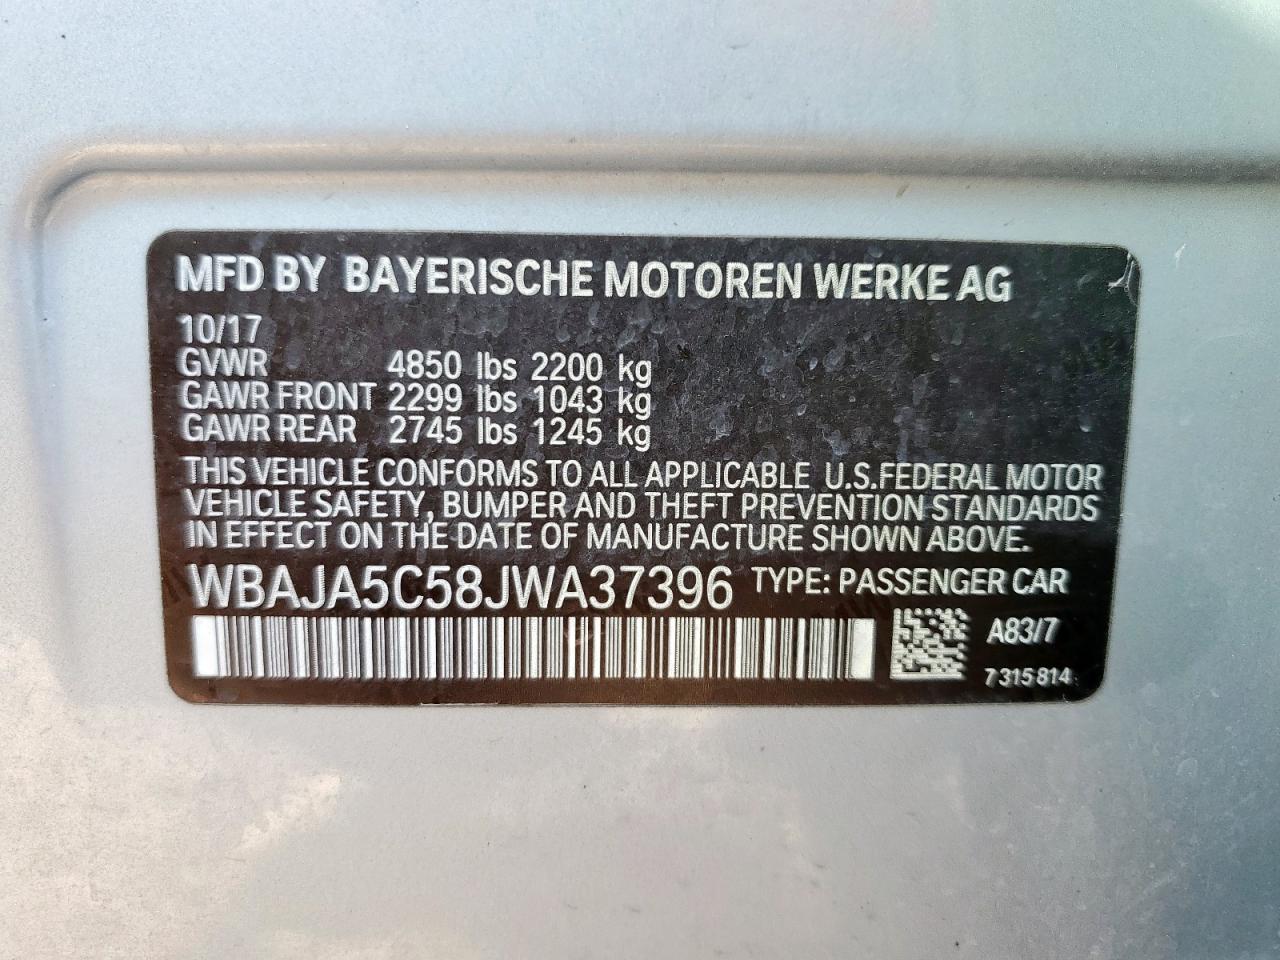 MFD BY BAYERISCHE MOTOREN WERKE AG
10/17
GVWR 4850 lbs 2200 kg
GAWR FRONT 2299 lbs 1043 kg
GAWR REAR 2745 lbs 1245 kg
THIS VEHICLE CONFORMS TO ALL APPLICABLE U.S.FEDERAL MOTOR
VEHICLE SAFETY, BUMPER AND THEFT PREVENTION STANDARDS
IN EFFECT ON THE DATE OF MANUFACTURE SHOWN ABOVE.
WBAJA5C58JWA37396 TYPE: PASSENGER CAR
A83/7
7 315 814